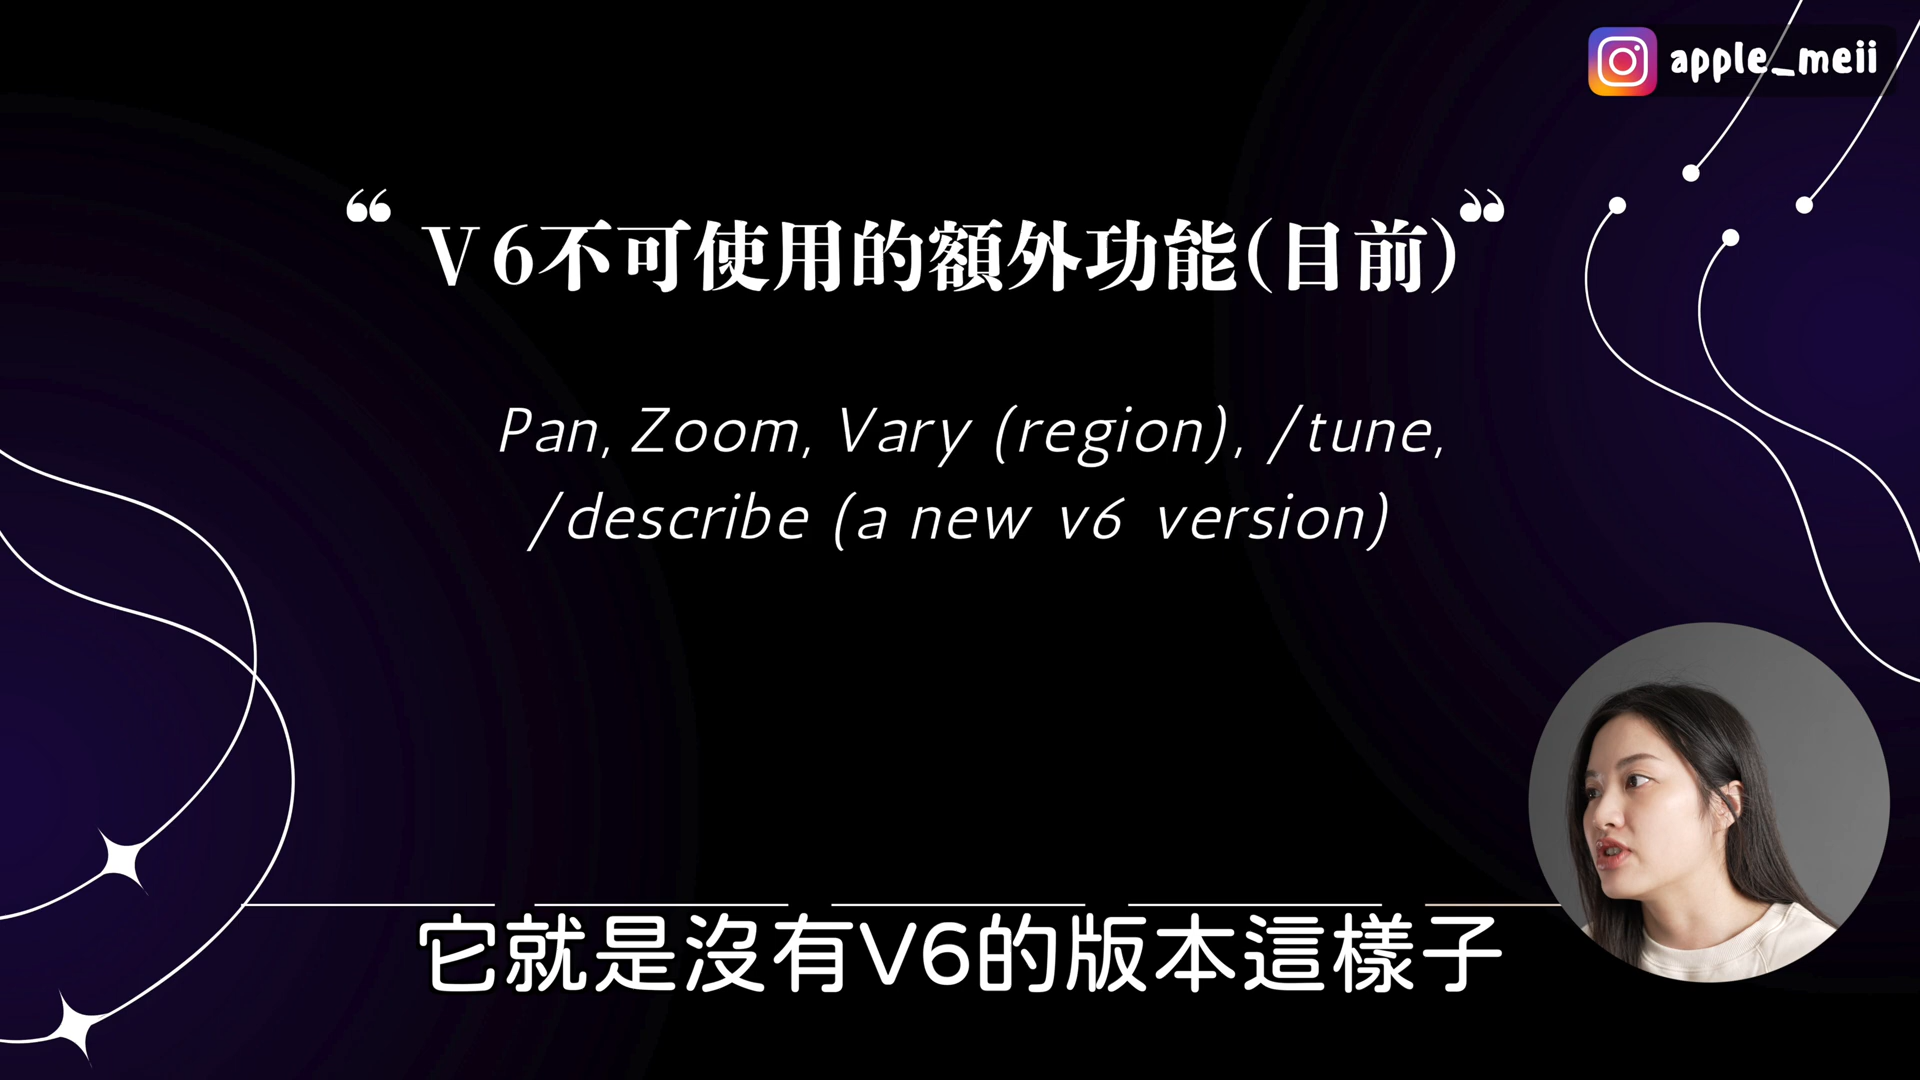 apple_meii
“V6不可使用的額外功能(目前)”
Pan, Zoom, Vary (region), /tune,
/describe (a new v6 version)
它就是沒有V6的版本這樣子